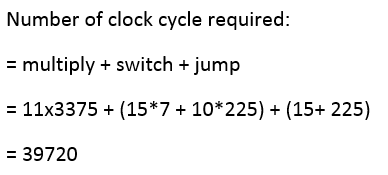 Number of clock cycle required:
= multiply + switch + jump
= 11x3375 + (15*7 + 10*225) + (15+ 225)
= 39720